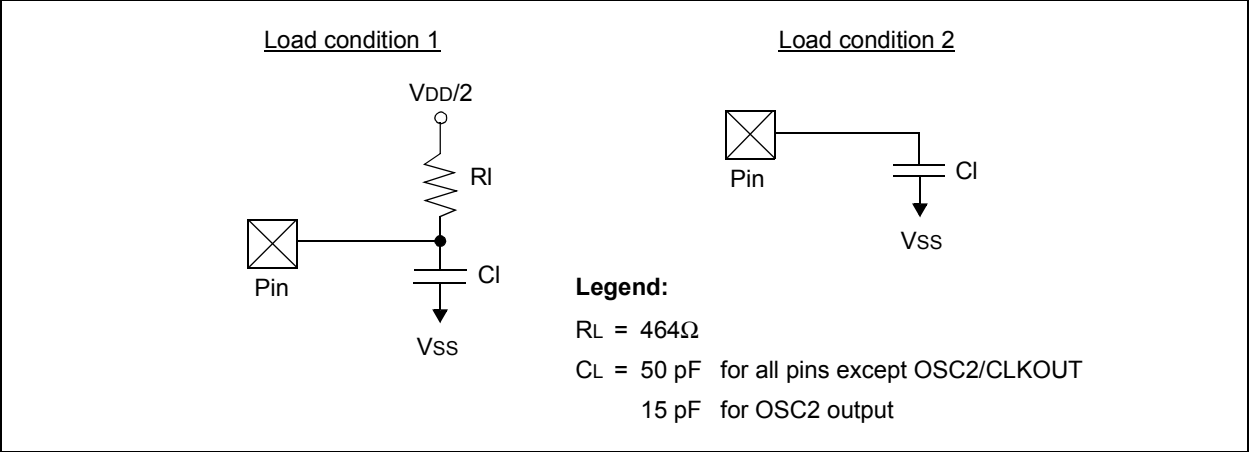 Load condition 1
VDD/2
Rl
Pin
Cl
VSS
Load condition 2
Pin
Cl
VSS
Legend:
RL = 464Ω
CL = 50 pF for all pins except OSC2/CLKOUT
15 pF for OSC2 output